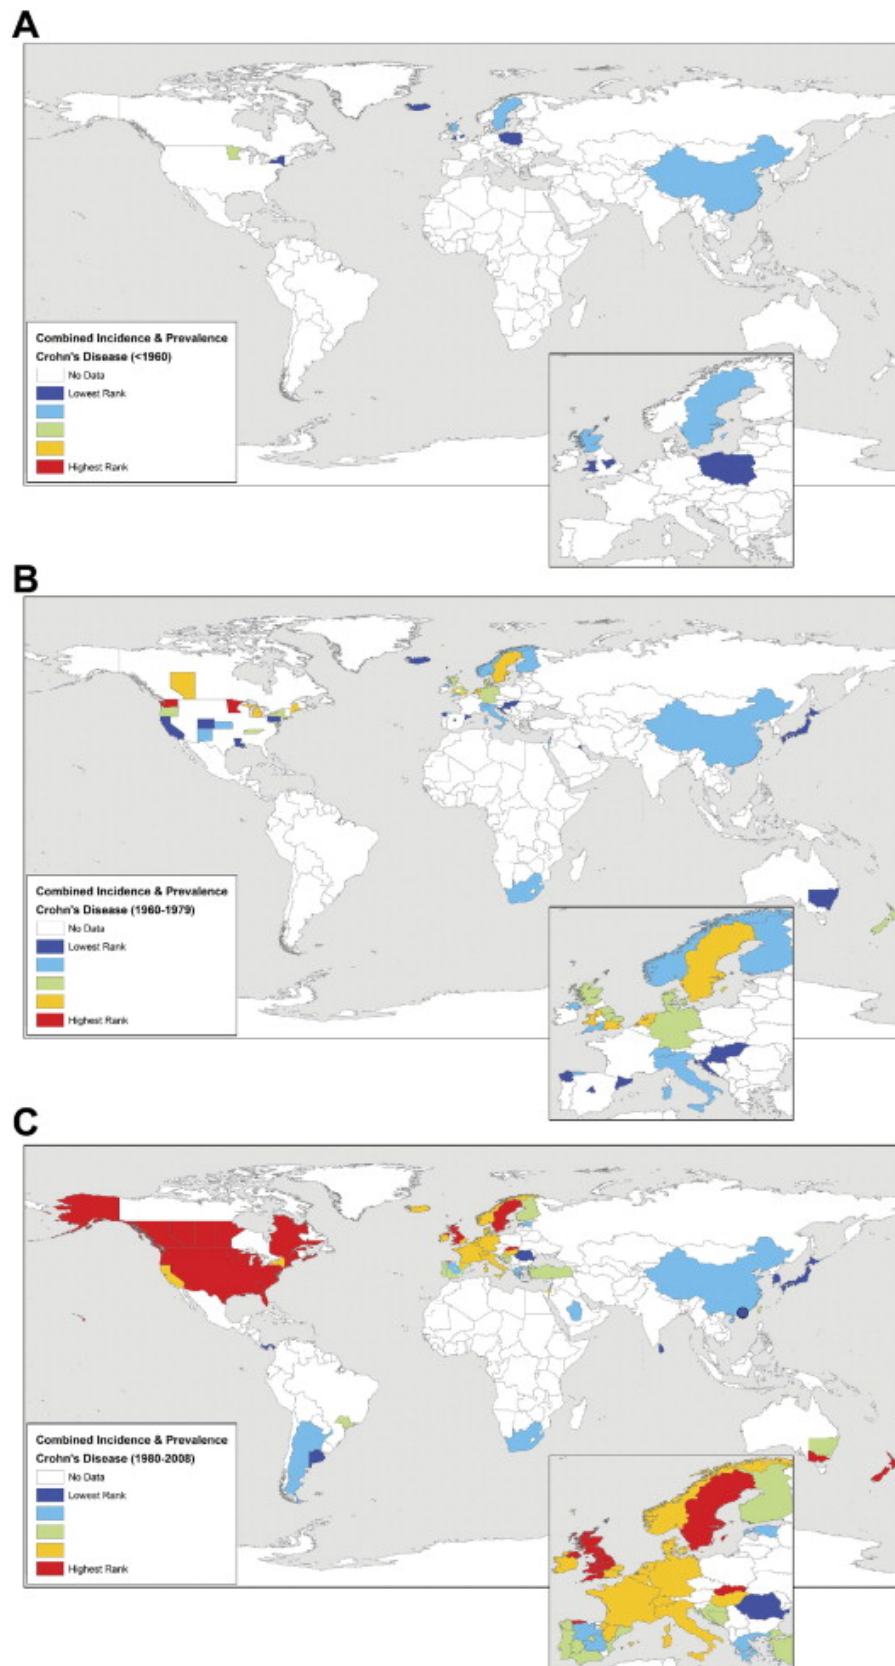 A
Combined Incidence & Prevalence
Crohn's Disease (<1960)
No Data
Lowest Rank
Highest Rank
B
Combined Incidence & Prevalence
Crohn's Disease (1960-1979)
No Data
Lowest Rank
Highest Rank
C
Combined Incidence & Prevalence
Crohn's Disease (1980-2008)
No Data
Lowest Rank
Highest Rank